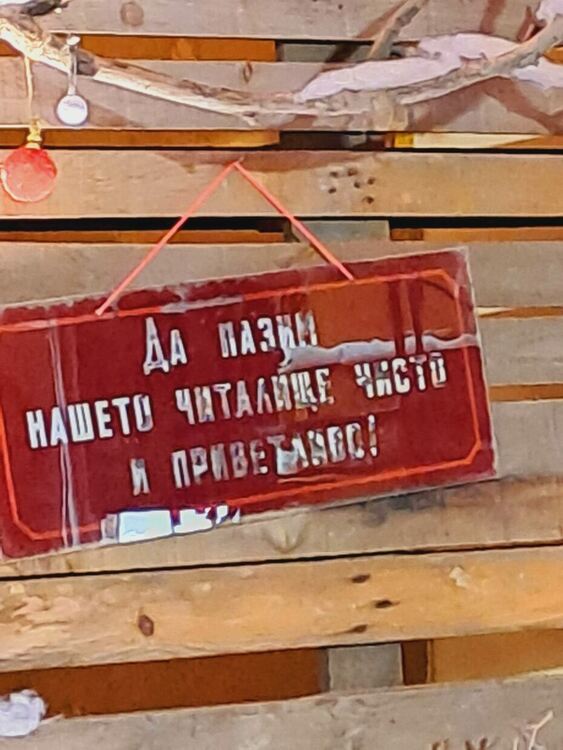 Да пазим
нашето читалище чисто
и приветливо!